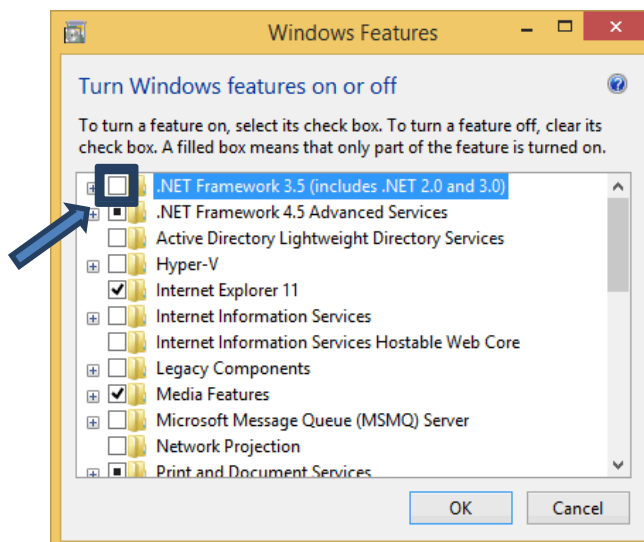 Windows Features
Turn Windows features on or off
To turn a feature on, select its check box. To turn a feature off, clear its
check box. A filled box means that only part of the feature is turned on.
.NET Framework 3.5 (includes .NET 2.0 and 3.0)
.NET Framework 4.5 Advanced Services
Active Directory Lightweight Directory Services
Hyper-V
Internet Explorer 11
Internet Information Services
Internet Information Services Hostable Web Core
Legacy Components
Media Features
Microsoft Message Queue (MSMQ) Server
Network Projection
Print and Document Services
OK
Cancel